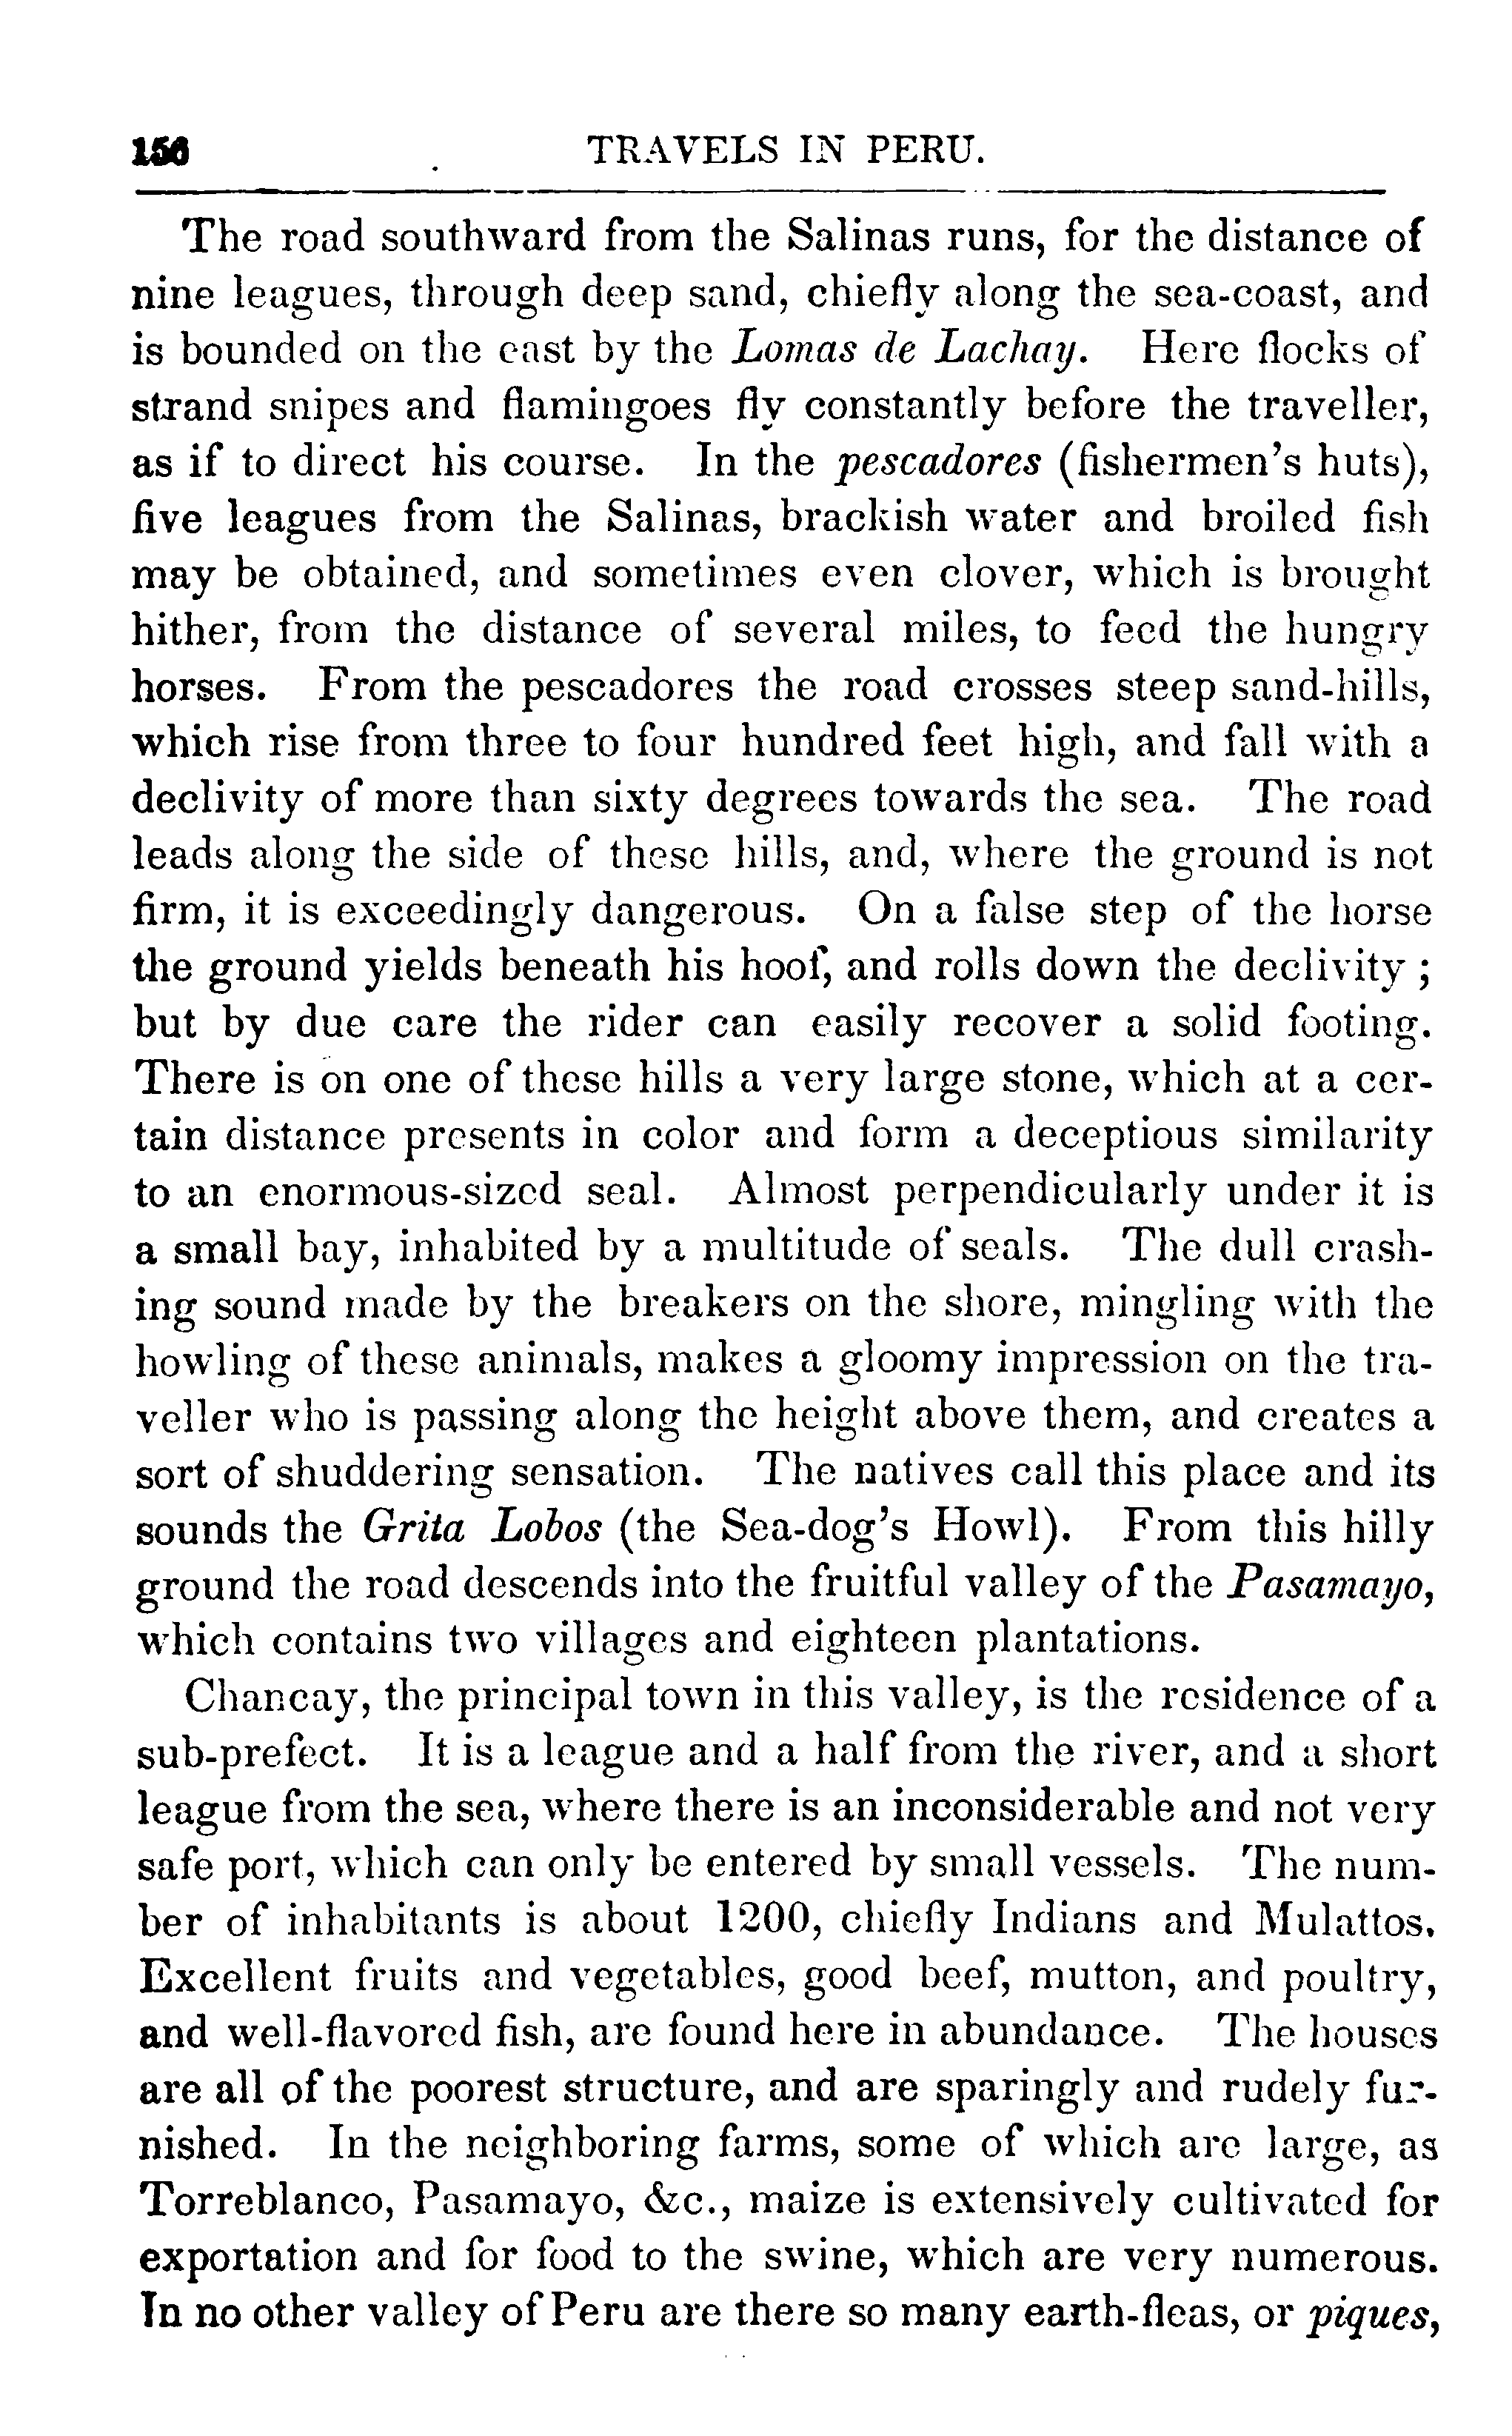 156 TRAVELS IN PERU.
The road southward from the Salinas runs, for the distance of
nine leagues, through deep sand, chiefly along the sea-coast, and
is bounded on the east by the Lomas de Lachay. Here flocks of
strand snipes and flamingoes fly constantly before the traveller,
as if to direct his course. In the pescadores (fishermen's huts),
five leagues from the Salinas, brackish water and broiled fish
may be obtained, and sometimes even clover, which is brought
hither, from the distance of several miles, to feed the hungry
horses. From the pescadores the road crosses steep sand-hills,
which rise from three to four hundred feet high, and fall with a
declivity of more than sixty degrees towards the sea. The road
leads along the side of these hills, and, where the ground is not
firm, it is exceedingly dangerous. On a false step of the horse
the ground yields beneath his hoof, and rolls down the declivity ;
but by due care the rider can easily recover a solid footing.
There is on one of these hills a very large stone, which at a cer-
tain distance presents in color and form a deceptious similarity
to an enormous-sized seal. Almost perpendicularly under it is
a small bay, inhabited by a multitude of seals. The dull crash-
ing sound made by the breakers on the shore, mingling with the
howling of these animals, makes a gloomy impression on the tra-
veller who is passing along the height above them, and creates a
sort of shuddering sensation. The natives call this place and its
sounds the Grita Lobos (the Sea-dog's Howl). From this hilly
ground the road descends into the fruitful valley of the Pasamayo,
which contains two villages and eighteen plantations.
Chancay, the principal town in this valley, is the residence of a
sub-prefect. It is a league and a half from the river, and a short
league from the sea, where there is an inconsiderable and not very
safe port, which can only be entered by small vessels. The num-
ber of inhabitants is about 1200, chiefly Indians and Mulattos.
Excellent fruits and vegetables, good beef, mutton, and poultry,
and well-flavored fish, are found here in abundance. The houses
are all of the poorest structure, and are sparingly and rudely fur-
nished. In the neighboring farms, some of which are large, as
Torreblanco, Pasamayo, &c., maize is extensively cultivated for
exportation and for food to the swine, which are very numerous.
In no other valley of Peru are there so many earth-fleas, or piques,